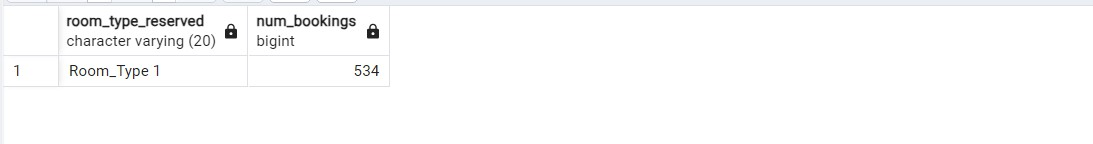 room_type_reserved num_bookings
character varying (20) bigint
1 Room_Type 1 534